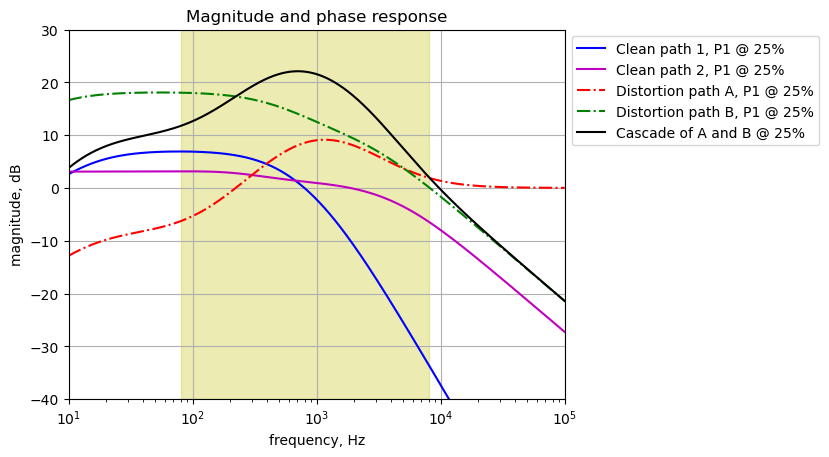 Magnitude and phase response
30
20
10
0
−10
−20
−30
−40
magnitude, dB
10¹
10²
10³
10⁴
10⁵
frequency, Hz
Clean path 1, P1 @ 25%
Clean path 2, P1 @ 25%
Distortion path A, P1 @ 25%
Distortion path B, P1 @ 25%
Cascade of A and B @ 25%